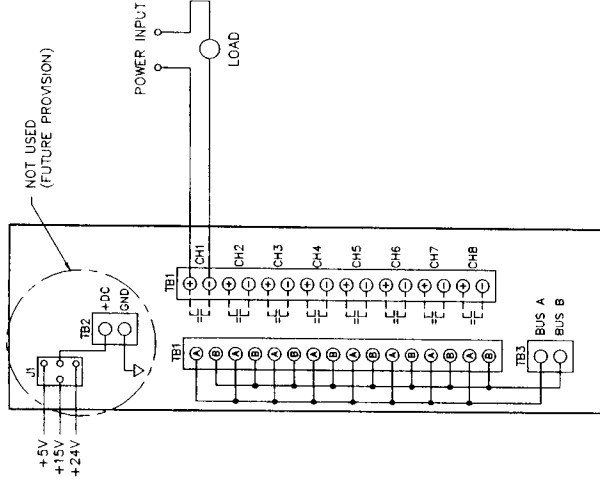 POWER INPUT
LOAD
NOT USED
(FUTURE PROVISION)
+5V
+15V
+24V
J1
TB2
+DC
GND
TB1
+ - + - + - + - + - + - + - + -
CH1
CH2
CH3
CH4
CH5
CH6
CH7
CH8
TB1
A B A B A B A B A B A B A B A B
TB3
BUS A
BUS B